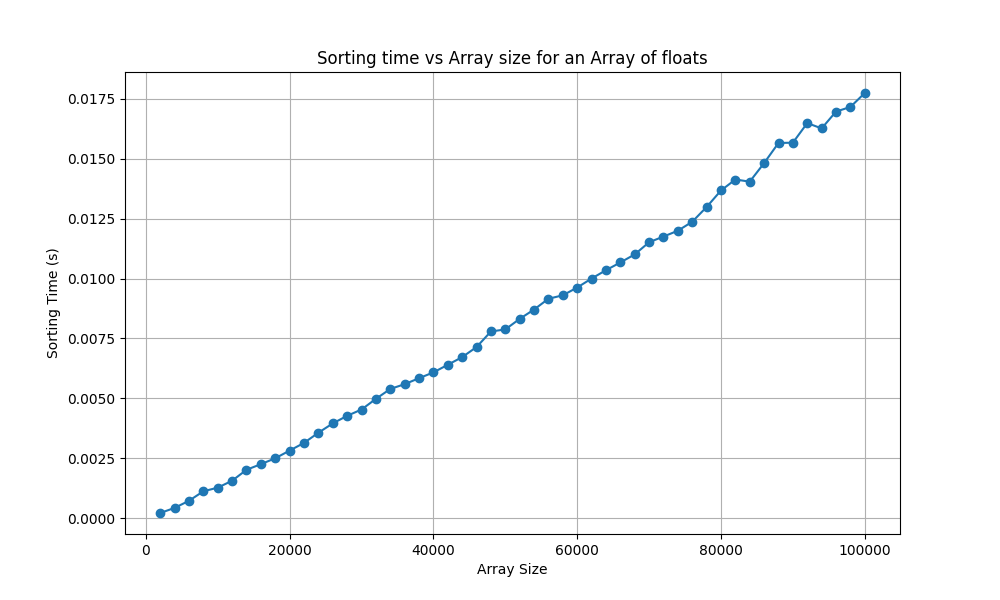 Sorting time vs Array size for an Array of floats
0.0175
0.0150
0.0125
0.0100
0.0075
0.0050
0.0025
0.0000
Sorting Time (s)
0 20000 40000 60000 80000 100000
Array Size